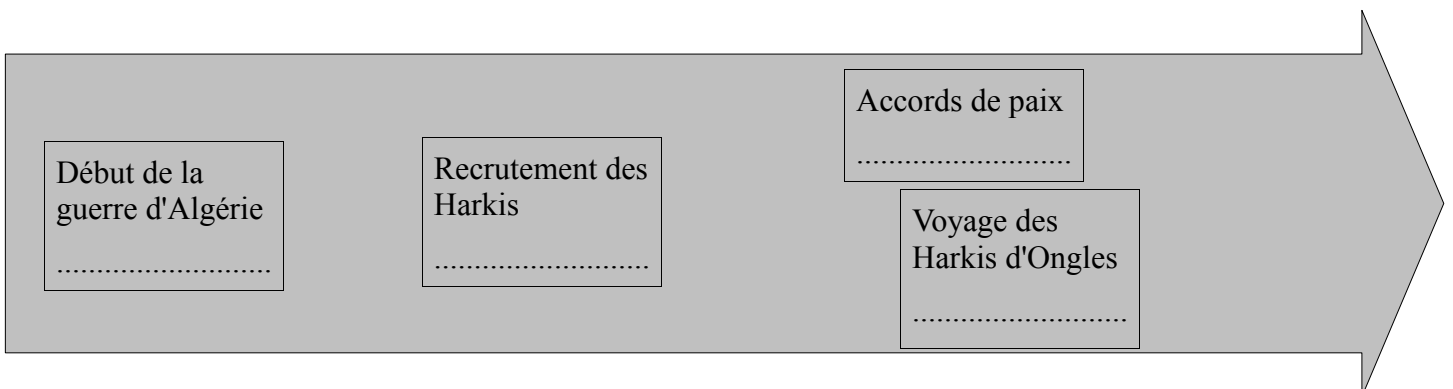 Début de la
guerre d'Algérie
...........................
Recrutement des
Harkis
...........................
Accords de paix
...........................
Voyage des
Harkis d'Ongles
...........................